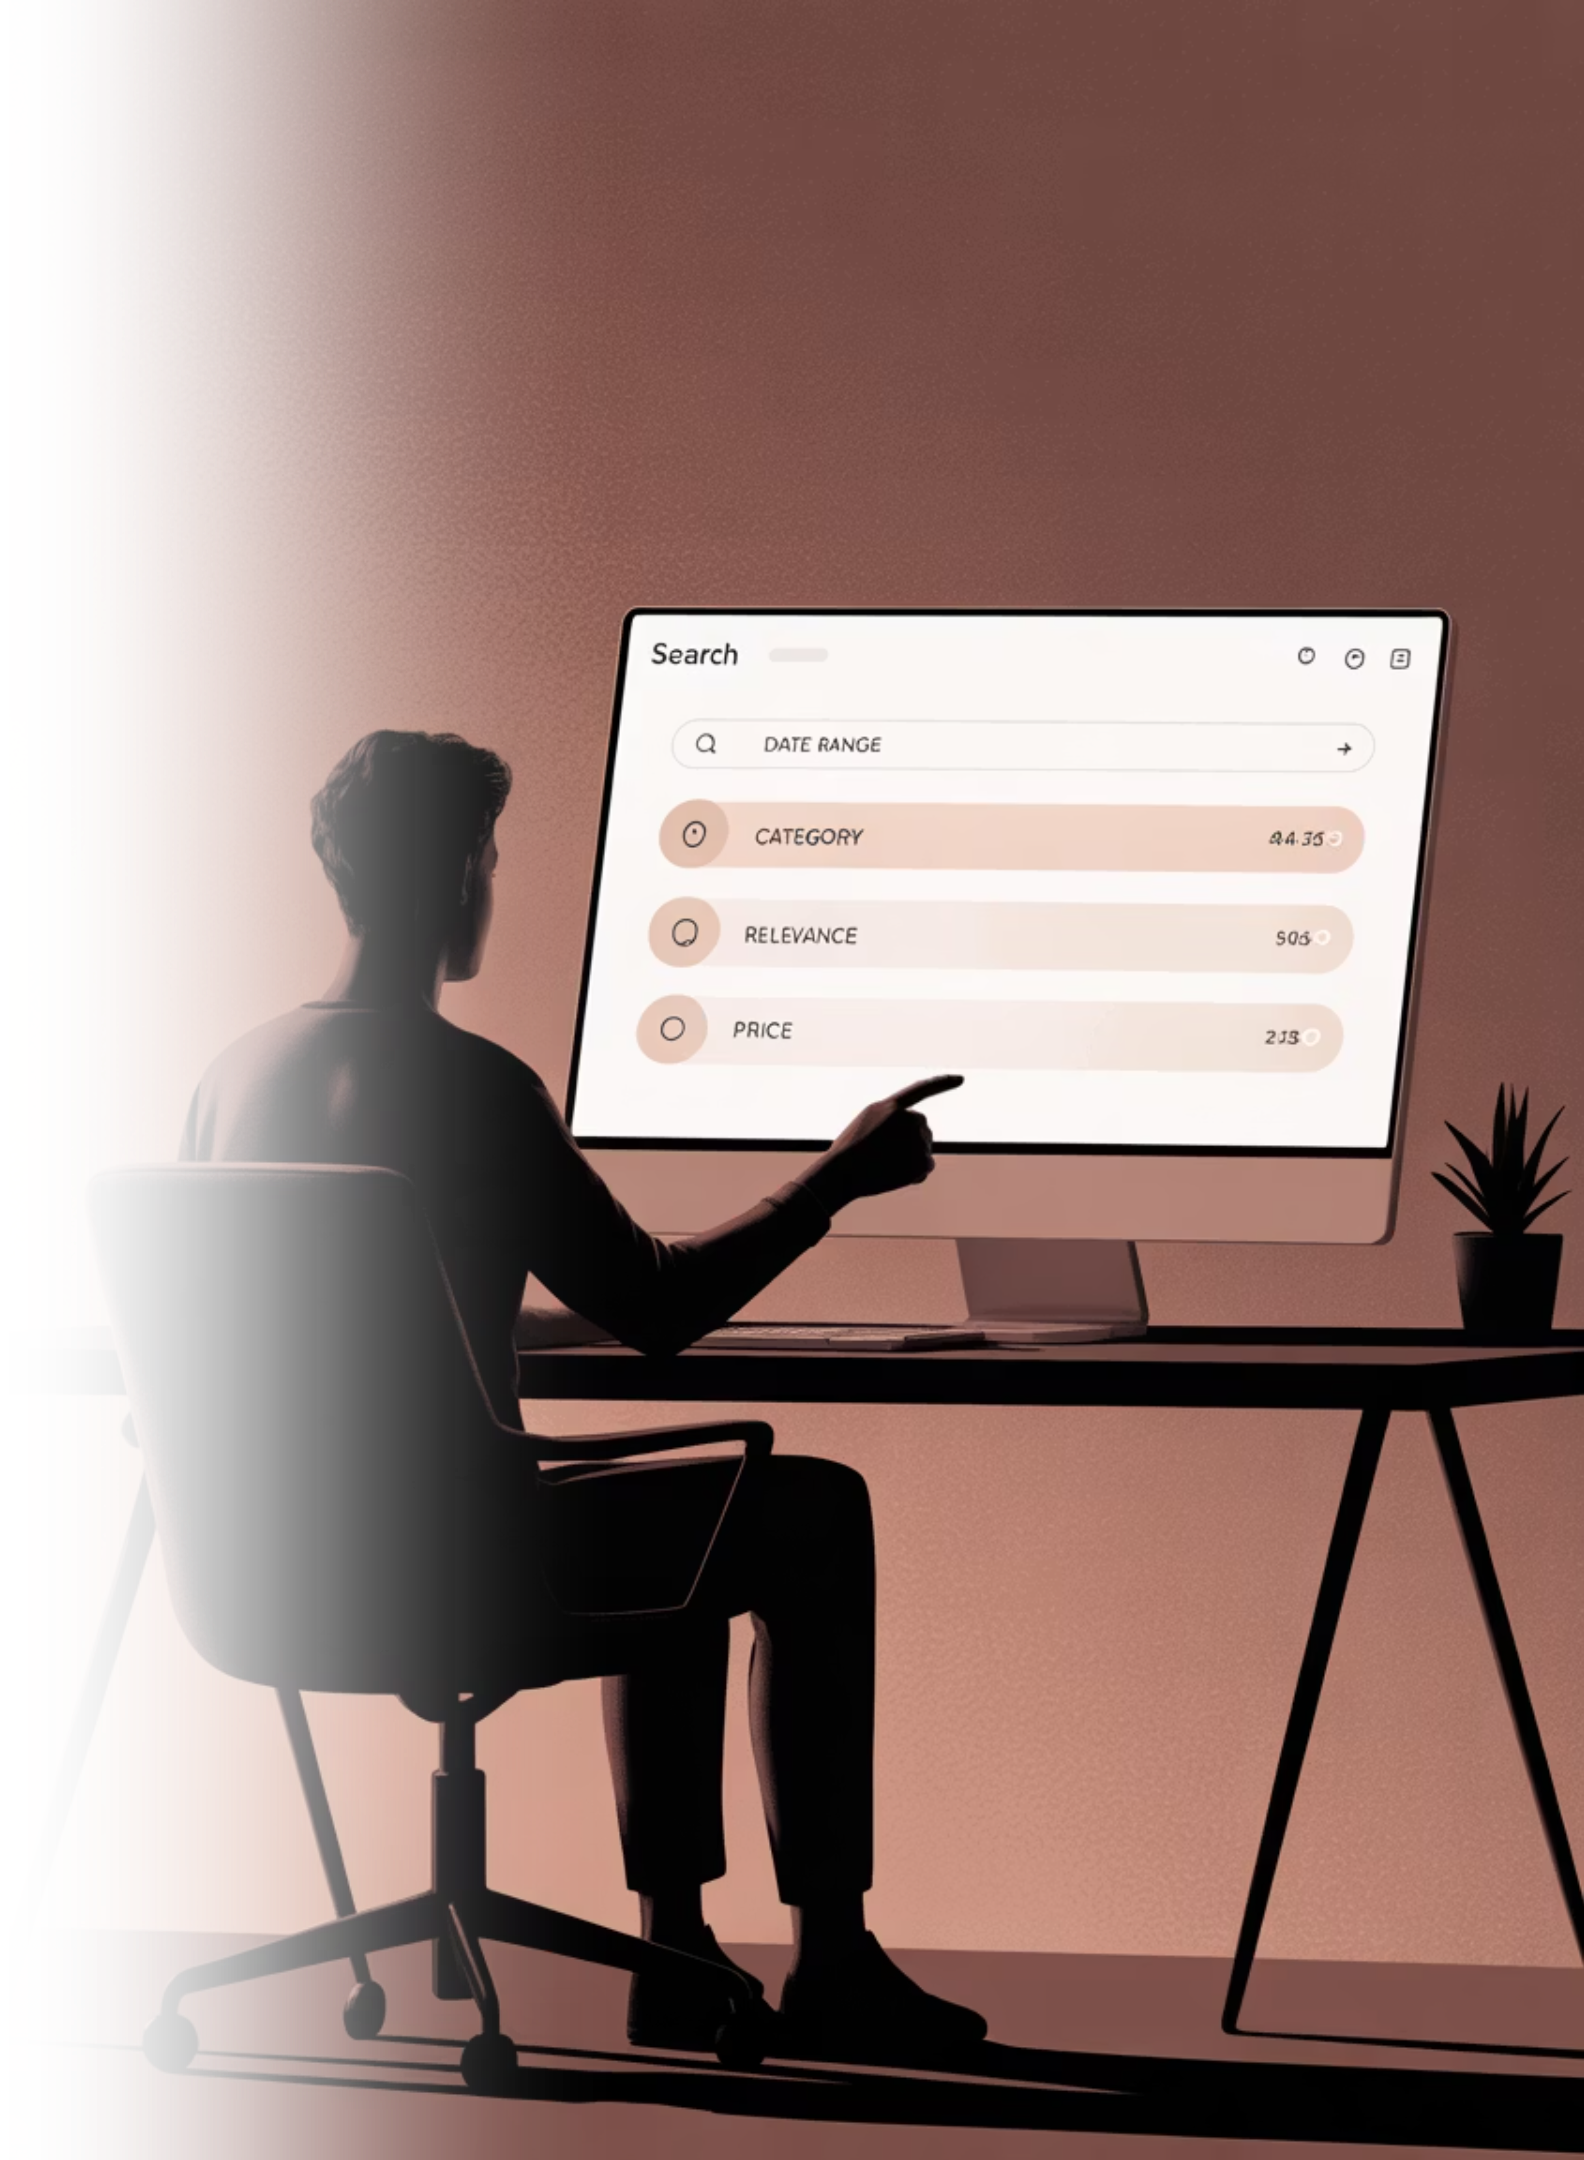 Search
DATE RANGE
CATEGORY
RELEVANCE
PRICE